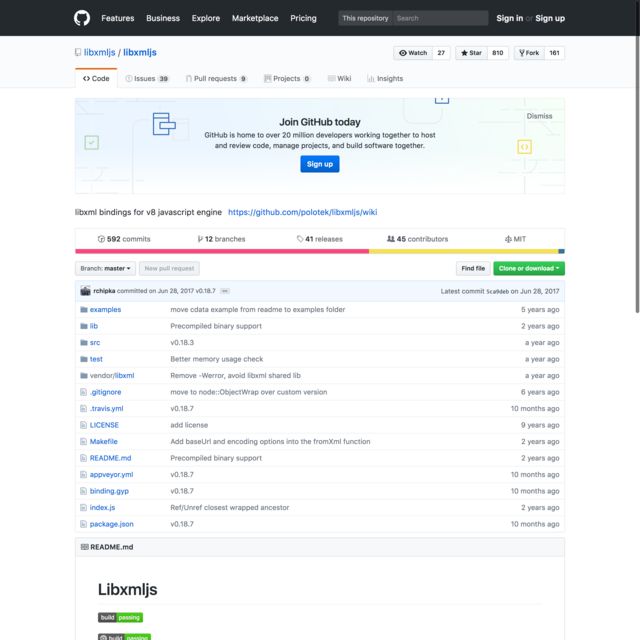 Features Business Explore Marketplace Pricing This repository Search Sign in or Sign up
libxmljs / libxmljs Watch 27 Star 810 Fork 161
Code Issues 39 Pull requests 9 Projects 0 Wiki Insights
Join GitHub today
Dismiss
GitHub is home to over 20 million developers working together to host
and review code, manage projects, and build software together.
Sign up
libxml bindings for v8 javascript engine https://github.com/polotek/libxmljs/wiki
592 commits 12 branches 41 releases 45 contributors MIT
Branch: master New pull request Find file Clone or download
rchipka committed on Jun 28, 2017 v0.18.7 Latest commit 5ca9deb on Jun 28, 2017
examples move cdata example from readme to examples folder 5 years ago
lib Precompiled binary support 2 years ago
src v0.18.3 a year ago
test Better memory usage check a year ago
vendor/libxml Remove -Werror, avoid libxml shared lib a year ago
.gitignore move to node::ObjectWrap over custom version 6 years ago
.travis.yml v0.18.7 10 months ago
LICENSE add license 9 years ago
Makefile Add baseUrl and encoding options into the fromXml function 2 years ago
README.md Precompiled binary support 2 years ago
appveyor.yml v0.18.7 10 months ago
binding.gyp v0.18.7 10 months ago
index.js Ref/Unref closest wrapped ancestor 2 years ago
package.json v0.18.7 10 months ago
README.md
Libxmljs
build passing
build passing